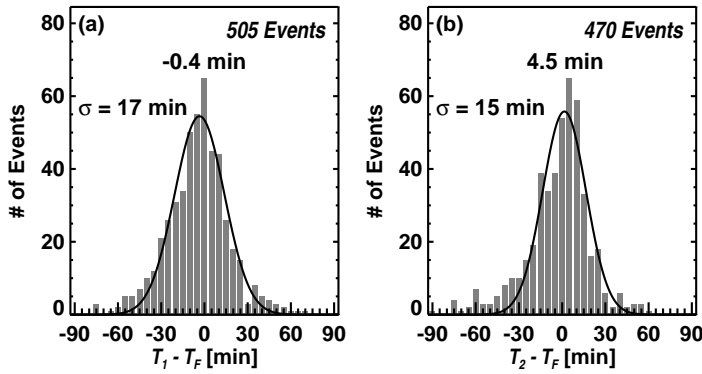 (a)
505 Events
-0.4 min
σ = 17 min
# of Events
80
60
40
20
0
-90 -60 -30 0 30 60 90
T1 - TF [min]
(b)
470 Events
4.5 min
σ = 15 min
# of Events
80
60
40
20
0
-90 -60 -30 0 30 60 90
T2 - TF [min]